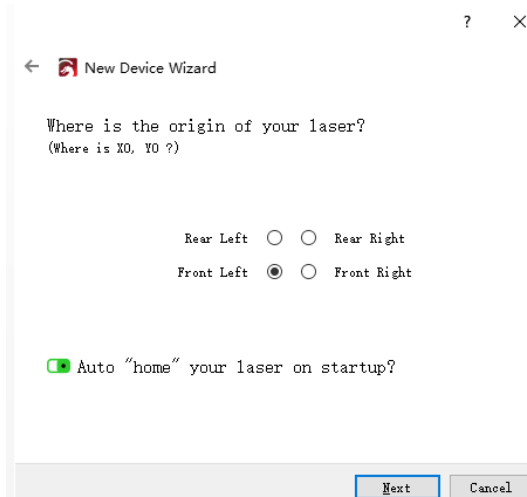 ?
New Device Wizard
Where is the origin of your laser?
(Where is X0, Y0 ?)
Rear Left Rear Right
Front Left Front Right
Auto "home" your laser on startup?
Next Cancel